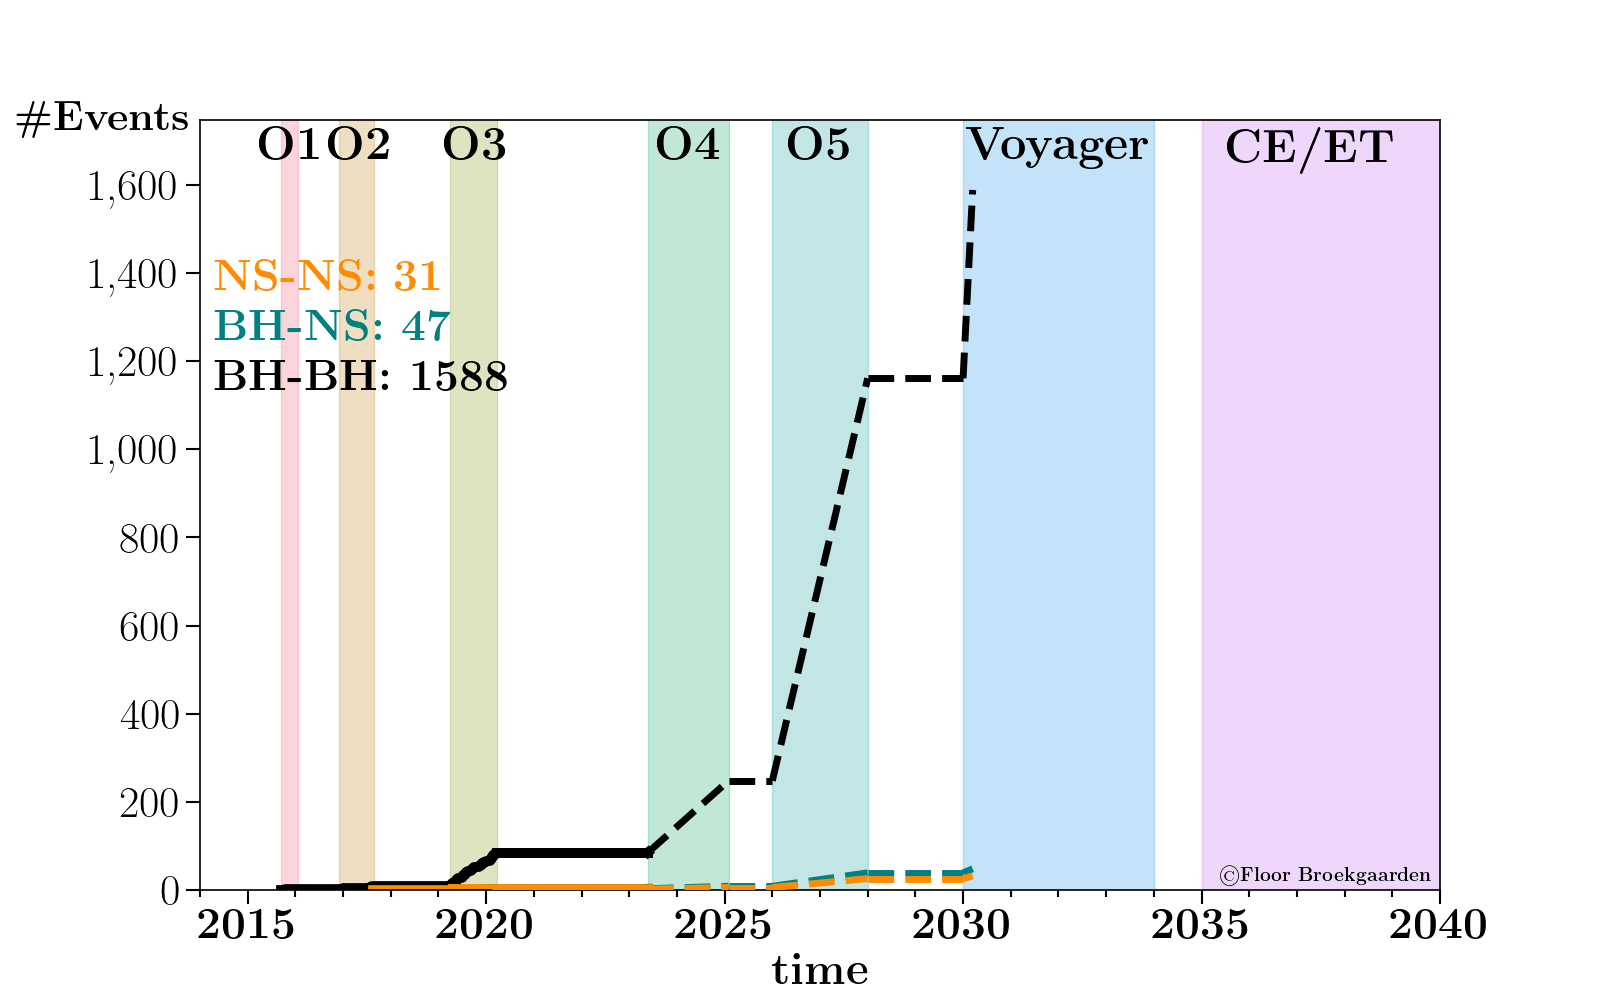 #Events
O1 O2 O3 O4 O5 Voyager CE/ET
1,600
1,400
1,200
1,000
800
600
400
200
0
NS-NS: 31
BH-NS: 47
BH-BH: 1588
©Floor Broekgaarden
2015 2020 2025 2030 2035 2040
time